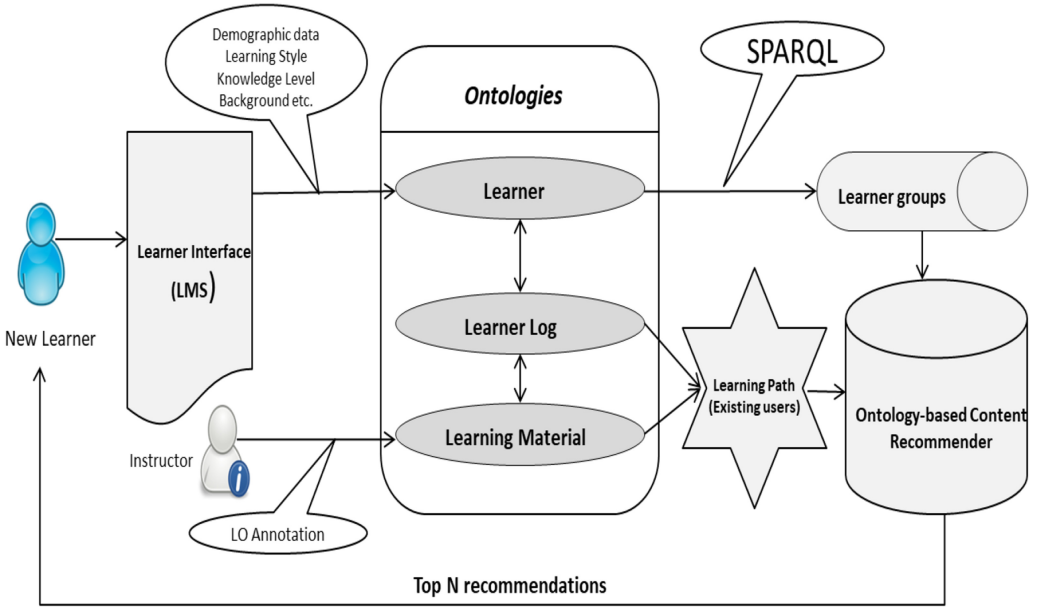 Demographic data
Learning Style
Knowledge Level
Background etc.
SPARQL
Ontologies
Learner
Learner groups
Learner Interface
(LMS)
New Learner
Learner Log
Learning Path
(Existing users)
Ontology-based Content
Recommender
Learning Material
Instructor
i
LO Annotation
Top N recommendations